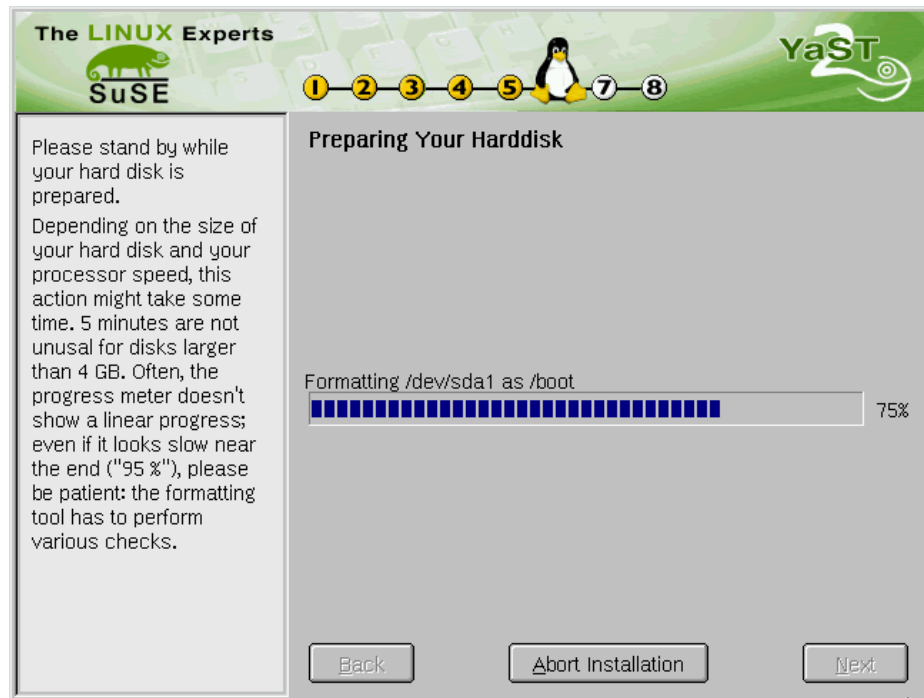 The LINUX Experts
SuSE
YaST
2
1 2 3 4 5 7 8
Please stand by while
your hard disk is
prepared.
Depending on the size of
your hard disk and your
processor speed, this
action might take some
time. 5 minutes are not
unusal for disks larger
than 4 GB. Often, the
progress meter doesn't
show a linear progress;
even if it looks slow near
the end ("95 %"), please
be patient: the formatting
tool has to perform
various checks.
Preparing Your Harddisk
Formatting /dev/sda1 as /boot
75%
Back
Abort Installation
Next